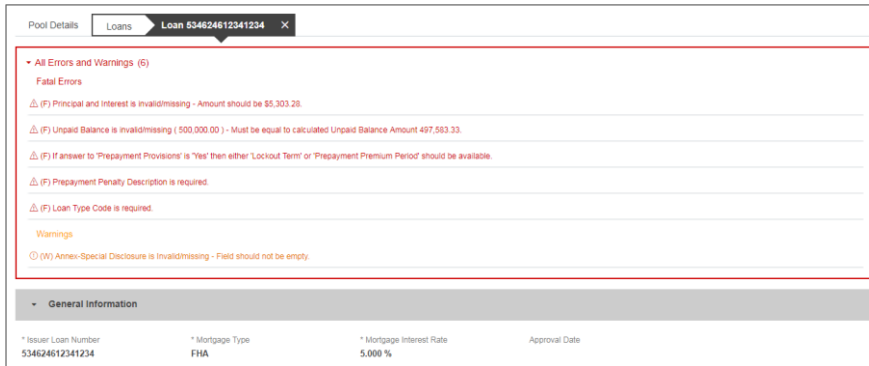 Pool Details Loans Loan 534624612341234 ×
All Errors and Warnings (6)
Fatal Errors
(F) Principal and Interest is invalid/missing - Amount should be $5,303.28.
(F) Unpaid Balance is invalid/missing ( 500,000.00 ) - Must be equal to calculated Unpaid Balance Amount 497,583.33.
(F) If answer to 'Prepayment Provisions' is 'Yes' then either 'Lockout Term' or 'Prepayment Premium Period' should be available.
(F) Prepayment Penalty Description is required.
(F) Loan Type Code is required.
Warnings
(W) Annex-Special Disclosure is Invalid/missing - Field should not be empty.
General Information
* Issuer Loan Number * Mortgage Type * Mortgage Interest Rate Approval Date
534624612341234 FHA 5.000 %